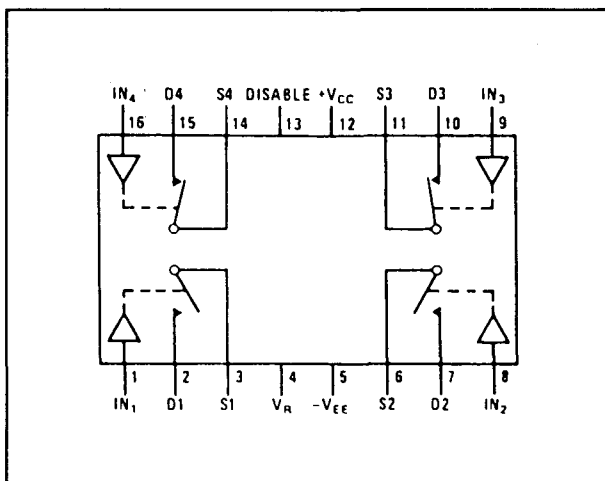 IN4 D4 S4 DISABLE +VCC S3 D3 IN3
16 15 14 13 12 11 10 9
1 2 3 4 5 6 7 8
IN1 D1 S1 VR -VEE S2 D2 IN2